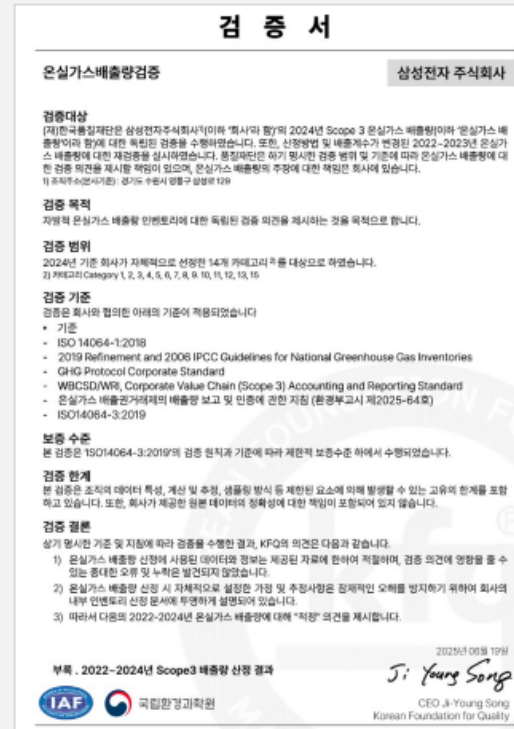 검 증 서
온실가스배출량검증
삼성전자 주식회사
검증대상
(재)한국품질재단은 삼성전자주식회사1)(이하 '회사'라 함)'의 2024년 Scope 3 온실가스 배출량(이하 '온실가스 배
출량'이라 함)에 대한 독립된 검증을 수행하였습니다. 또한, 산정방법 및 배출계수가 변경된 2022~2023년 온실가
스 배출량에 대한 재검증을 실시하였습니다. 품질재단은 하기 명시한 검증 범위 및 기준에 따라 온실가스 배출량에 대
한 검증 의견을 제시할 책임이 있으며, 온실가스 배출량의 주장에 대한 책임은 회사에 있습니다.
1) 조직주소(본사기준) : 경기도 수원시 영통구 삼성로 129
검증 목적
자발적 온실가스 배출량 인벤토리에 대한 독립된 검증 의견을 제시하는 것을 목적으로 합니다.
검증 범위
2024년 기준 회사가 자체적으로 선정한 14개 카테고리2)를 대상으로 하였습니다.
2) 카테고리 Category 1, 2, 3, 4, 5, 6, 7, 8, 9, 10, 11, 12, 13, 15
검증 기준
검증은 회사와 협의한 아래의 기준이 적용되었습니다
• 기준
- ISO 14064-1:2018
- 2019 Refinement and 2006 IPCC Guidelines for National Greenhouse Gas Inventories
- GHG Protocol Corporate Standard
- WBCSD/WRI, Corporate Value Chain (Scope 3) Accounting and Reporting Standard
- 온실가스 배출권거래제의 배출량 보고 및 인증에 관한 지침 (환경부고시 제2025-64호)
- ISO14064-3:2019
보증 수준
본 검증은 'ISO14064-3:2019'의 검증 원칙과 기준에 따라 제한적 보증수준 하에서 수행되었습니다.
검증 한계
본 검증은 조직의 데이터 특성, 계산 및 추정, 샘플링 방식 등 제한된 요소에 의해 발생할 수 있는 고유의 한계를 포함
하고 있습니다. 또한, 회사가 제공한 원본 데이터의 정확성에 대한 책임이 포함되어 있지 않습니다.
검증 결론
상기 명시한 기준 및 지침에 따라 검증을 수행한 결과, KFQ의 의견은 다음과 같습니다.
1) 온실가스 배출량 산정에 사용된 데이터와 정보는 제공된 자료에 한하여 적절하며, 검증 의견에 영향을 줄 수
있는 중대한 오류 및 누락은 발견되지 않았습니다.
2) 온실가스 배출량 산정 시 자체적으로 설정한 가정 및 추정사항은 잠재적인 오해를 방지하기 위하여 회사의
내부 인벤토리 산정 문서에 투명하게 설명되어 있습니다.
3) 따라서 다음의 2022-2024년 온실가스 배출량에 대해 "적정" 의견을 제시합니다.
2025년 06월 19일
부록 . 2022~2024년 Scope3 배출량 산정 결과
Ji Young Song
IAF
국립환경과학원
CEO Ji-Young Song
Korean Foundation for Quality